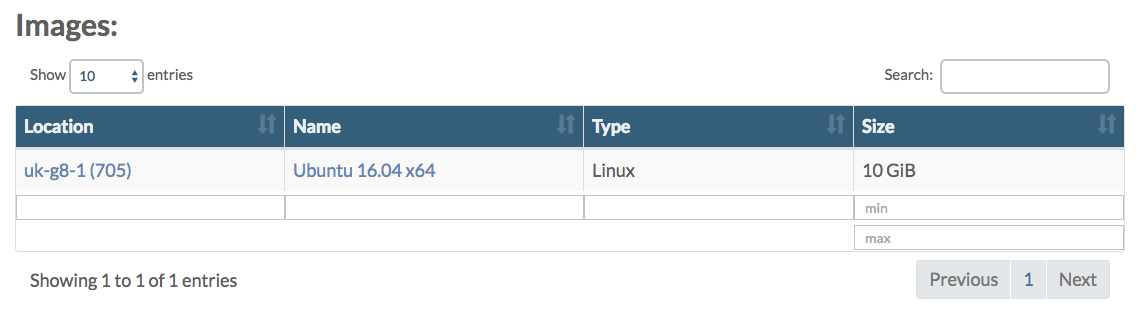 Images:
Show 10 entries Search:
Location Name Type Size
uk-g8-1 (705) Ubuntu 16.04 x64 Linux 10 GiB
min
max
Showing 1 to 1 of 1 entries Previous 1 Next